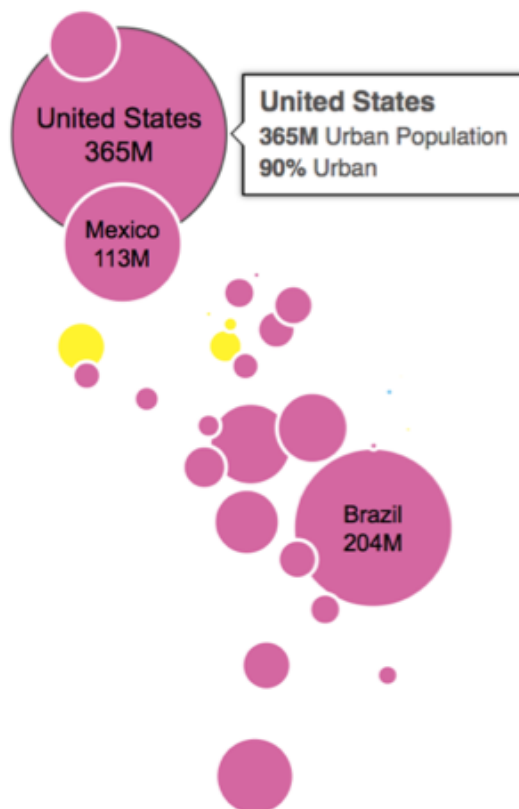 United States
365M
United States
365M Urban Population
90% Urban
Mexico
113M
Brazil
204M